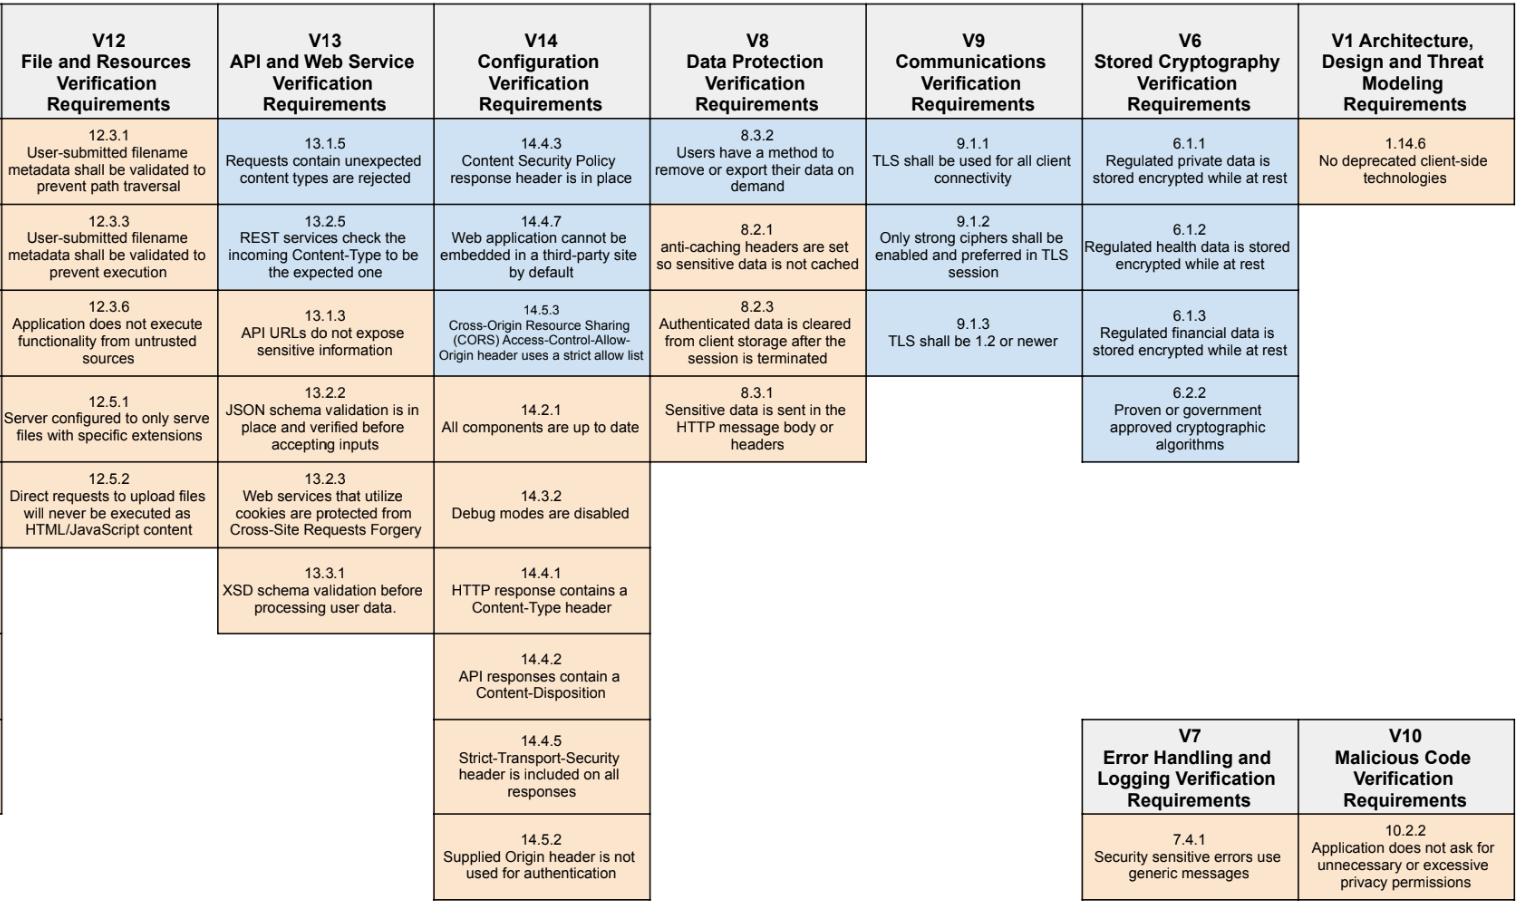 V12
File and Resources
Verification
Requirements
12.3.1
User-submitted filename
metadata shall be validated to
prevent path traversal
12.3.3
User-submitted filename
metadata shall be validated to
prevent execution
12.3.6
Application does not execute
functionality from untrusted
sources
12.5.1
Server configured to only serve
files with specific extensions
12.5.2
Direct requests to upload files
will never be executed as
HTML/JavaScript content
V13
API and Web Service
Verification
Requirements
13.1.5
Requests contain unexpected
content types are rejected
13.2.5
REST services check the
incoming Content-Type to be
the expected one
13.1.3
API URLs do not expose
sensitive information
13.2.2
JSON schema validation is in
place and verified before
accepting inputs
13.2.3
Web services that utilize
cookies are protected from
Cross-Site Requests Forgery
13.3.1
XSD schema validation before
processing user data.
V14
Configuration
Verification
Requirements
14.4.3
Content Security Policy
response header is in place
14.4.7
Web application cannot be
embedded in a third-party site
by default
14.5.3
Cross-Origin Resource Sharing
(CORS) Access-Control-Allow-
Origin header uses a strict allow list
14.2.1
All components are up to date
14.3.2
Debug modes are disabled
14.4.1
HTTP response contains a
Content-Type header
14.4.2
API responses contain a
Content-Disposition
14.4.5
Strict-Transport-Security
header is included on all
responses
14.5.2
Supplied Origin header is not
used for authentication
V8
Data Protection
Verification
Requirements
8.3.2
Users have a method to
remove or export their data on
demand
8.2.1
anti-caching headers are set
so sensitive data is not cached
8.2.3
Authenticated data is cleared
from client storage after the
session is terminated
8.3.1
Sensitive data is sent in the
HTTP message body or
headers
V9
Communications
Verification
Requirements
9.1.1
TLS shall be used for all client
connectivity
9.1.2
Only strong ciphers shall be
enabled and preferred in TLS
session
9.1.3
TLS shall be 1.2 or newer
V6
Stored Cryptography
Verification
Requirements
6.1.1
Regulated private data is
stored encrypted while at rest
6.1.2
Regulated health data is stored
encrypted while at rest
6.1.3
Regulated financial data is
stored encrypted while at rest
6.2.2
Proven or government
approved cryptographic
algorithms
V1 Architecture,
Design and Threat
Modeling
Requirements
1.14.6
No deprecated client-side
technologies
V7
Error Handling and
Logging Verification
Requirements
7.4.1
Security sensitive errors use
generic messages
V10
Malicious Code
Verification
Requirements
10.2.2
Application does not ask for
unnecessary or excessive
privacy permissions